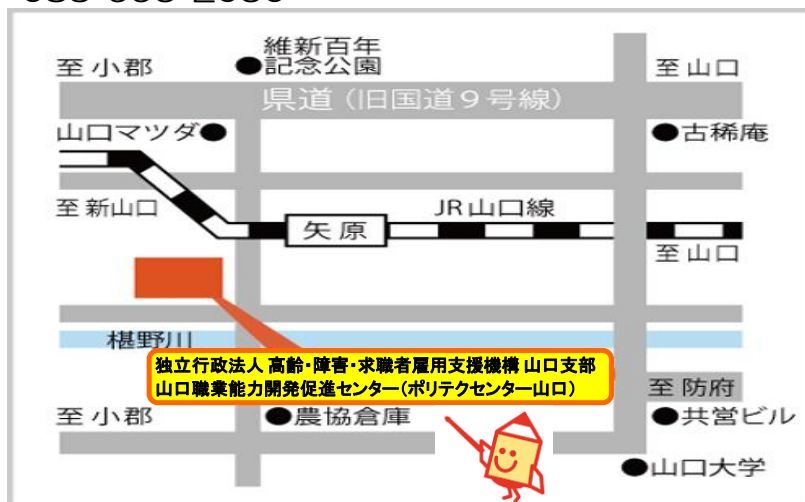 維新百年
至小郡 ●記念公園 至山口
県道(旧国道9号線)
山口マツダ● ●古稀庵
至新山口 JR山口線
矢原
至山口
椹野川
独立行政法人 高齢・障害・求職者雇用支援機構 山口支部
山口職業能力開発促進センター(ポリテクセンター山口)
至防府
至小郡 ●農協倉庫 ●共営ビル
●山口大学